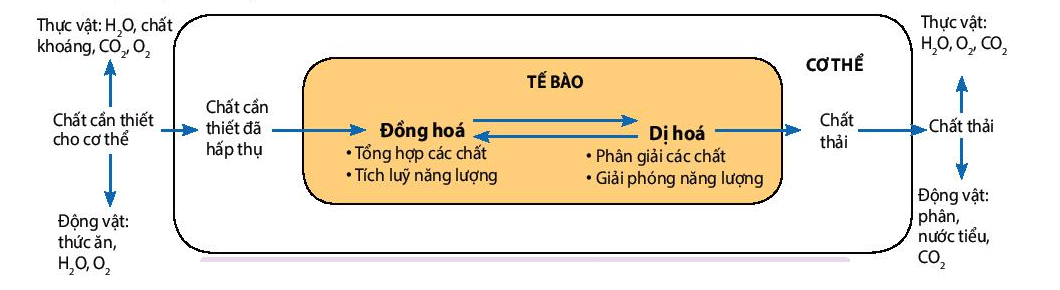 Thực vật: H₂O, chất
khoáng, CO₂, O₂
Chất cần thiết
cho cơ thể
Động vật:
thức ăn,
H₂O, O₂
Chất cần
thiết đã
hấp thụ
TẾ BÀO
Đồng hoá
• Tổng hợp các chất
• Tích luỹ năng lượng
Dị hoá
• Phân giải các chất
• Giải phóng năng lượng
CƠ THỂ
Chất
thải
Thực vật:
H₂O, O₂, CO₂
Chất thải
Động vật:
phân,
nước tiểu,
CO₂